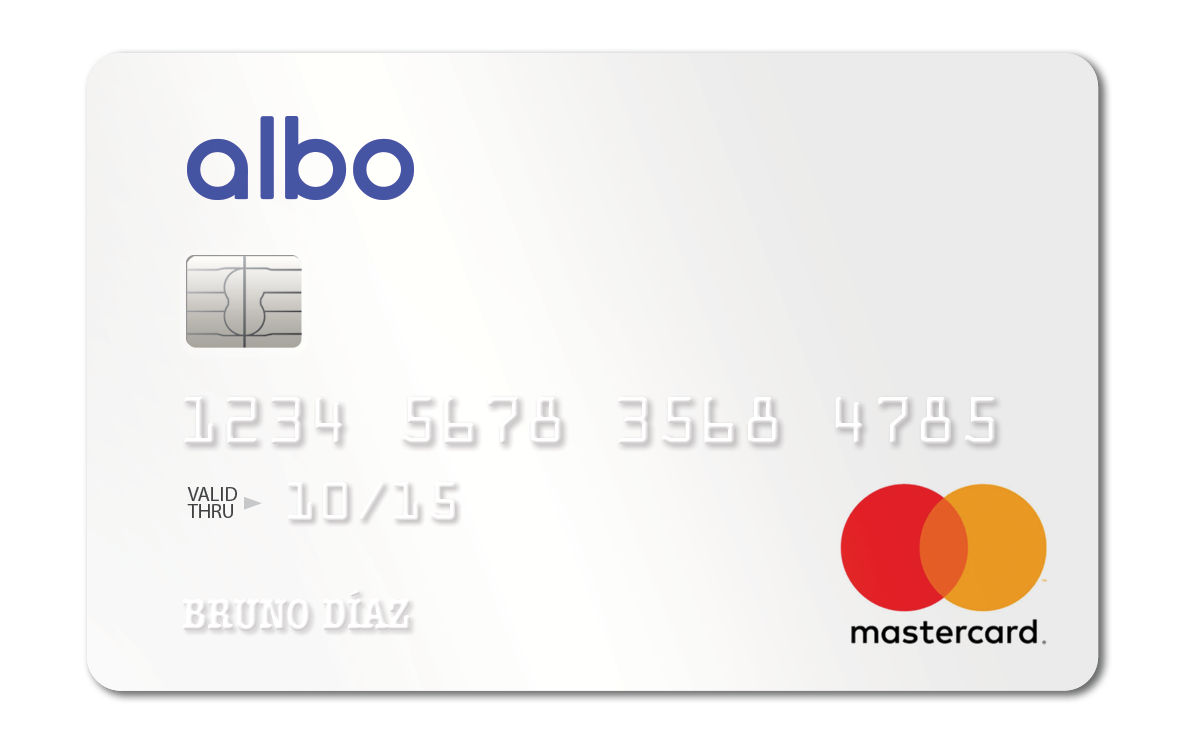 albo
1234 5678 3568 4785
VALID
THRU 10/15
BRUNO DÍAZ
mastercard.